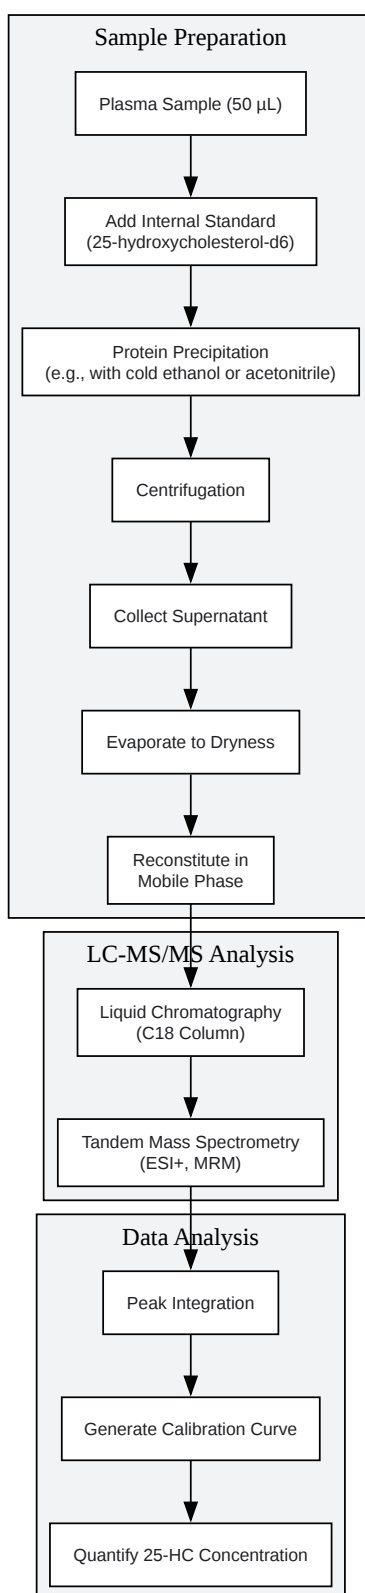 Sample Preparation
Plasma Sample (50 µL)
Add Internal Standard
(25-hydroxycholesterol-d6)
Protein Precipitation
(e.g., with cold ethanol or acetonitrile)
Centrifugation
Collect Supernatant
Evaporate to Dryness
Reconstitute in
Mobile Phase
LC-MS/MS Analysis
Liquid Chromatography
(C18 Column)
Tandem Mass Spectrometry
(ESI+, MRM)
Data Analysis
Peak Integration
Generate Calibration Curve
Quantify 25-HC Concentration